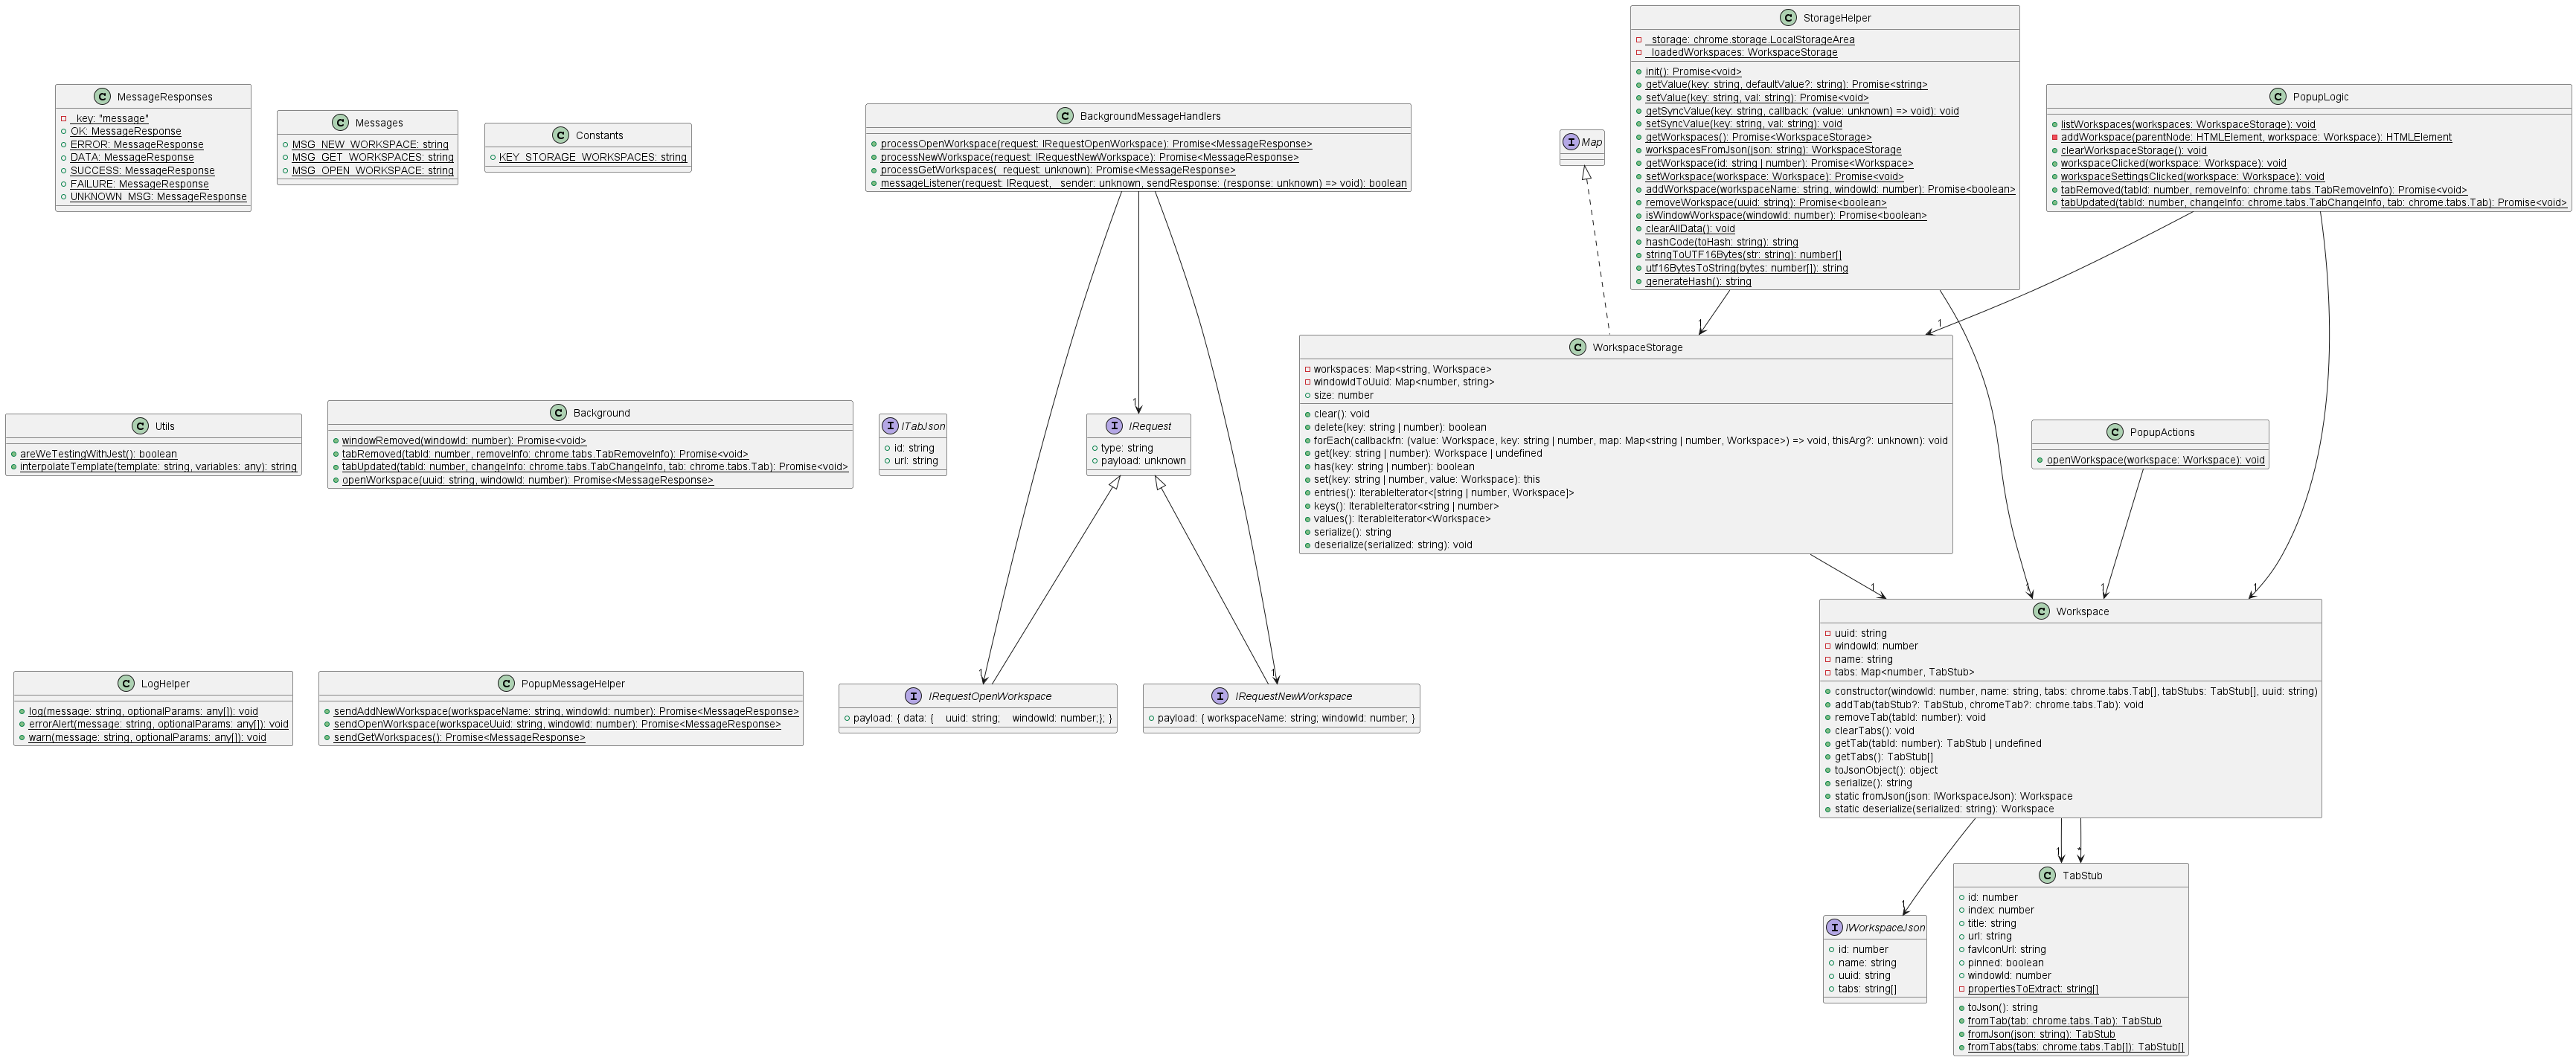 StorageHelper
_storage: chrome.storage.LocalStorageArea
_loadedWorkspaces: WorkspaceStorage
init(): Promise<void>
getValue(key: string, defaultValue?: string): Promise<string>
setValue(key: string, val: string): Promise<void>
getSyncValue(key: string, callback: (value: unknown) => void): void
setSyncValue(key: string, val: string): void
getWorkspaces(): Promise<WorkspaceStorage>
workspacesFromJson(json: string): WorkspaceStorage
getWorkspace(id: string | number): Promise<Workspace>
setWorkspace(workspace: Workspace): Promise<void>
addWorkspace(workspaceName: string, windowId: number): Promise<boolean>
removeWorkspace(uuid: string): Promise<boolean>
isWindowWorkspace(windowId: number): Promise<boolean>
clearAllData(): void
hashCode(toHash: string): string
stringToUTF16Bytes(str: string): number[]
utf16BytesToString(bytes: number[]): string
generateHash(): string
MessageResponses
_key: "message"
OK: MessageResponse
ERROR: MessageResponse
DATA: MessageResponse
SUCCESS: MessageResponse
FAILURE: MessageResponse
UNKNOWN_MSG: MessageResponse
Messages
MSG_NEW_WORKSPACE: string
MSG_GET_WORKSPACES: string
MSG_OPEN_WORKSPACE: string
Constants
KEY_STORAGE_WORKSPACES: string
BackgroundMessageHandlers
processOpenWorkspace(request: IRequestOpenWorkspace): Promise<MessageResponse>
processNewWorkspace(request: IRequestNewWorkspace): Promise<MessageResponse>
processGetWorkspaces(_request: unknown): Promise<MessageResponse>
messageListener(request: IRequest, _sender: unknown, sendResponse: (response: unknown) => void): boolean
Map
PopupLogic
listWorkspaces(workspaces: WorkspaceStorage): void
addWorkspace(parentNode: HTMLElement, workspace: Workspace): HTMLElement
clearWorkspaceStorage(): void
workspaceClicked(workspace: Workspace): void
workspaceSettingsClicked(workspace: Workspace): void
tabRemoved(tabId: number, removeInfo: chrome.tabs.TabRemoveInfo): Promise<void>
tabUpdated(tabId: number, changeInfo: chrome.tabs.TabChangeInfo, tab: chrome.tabs.Tab): Promise<void>
1
1
WorkspaceStorage
workspaces: Map<string, Workspace>
windowIdToUuid: Map<number, string>
size: number
clear(): void
delete(key: string | number): boolean
forEach(callbackfn: (value: Workspace, key: string | number, map: Map<string | number, Workspace>) => void, thisArg?: unknown): void
get(key: string | number): Workspace | undefined
has(key: string | number): boolean
set(key: string | number, value: Workspace): this
entries(): IterableIterator<[string | number, Workspace]>
keys(): IterableIterator<string | number>
values(): IterableIterator<Workspace>
serialize(): string
deserialize(serialized: string): void
Utils
areWeTestingWithJest(): boolean
interpolateTemplate(template: string, variables: any): string
Background
windowRemoved(windowId: number): Promise<void>
tabRemoved(tabId: number, removeInfo: chrome.tabs.TabRemoveInfo): Promise<void>
tabUpdated(tabId: number, changeInfo: chrome.tabs.TabChangeInfo, tab: chrome.tabs.Tab): Promise<void>
openWorkspace(uuid: string, windowId: number): Promise<MessageResponse>
ITabJson
id: string
url: string
1
IRequest
type: string
payload: unknown
PopupActions
openWorkspace(workspace: Workspace): void
1
1
1
1
Workspace
uuid: string
windowId: number
name: string
tabs: Map<number, TabStub>
constructor(windowId: number, name: string, tabs: chrome.tabs.Tab[], tabStubs: TabStub[], uuid: string)
addTab(tabStub?: TabStub, chromeTab?: chrome.tabs.Tab): void
removeTab(tabId: number): void
clearTabs(): void
getTab(tabId: number): TabStub | undefined
getTabs(): TabStub[]
toJsonObject(): object
serialize(): string
static fromJson(json: IWorkspaceJson): Workspace
static deserialize(serialized: string): Workspace
LogHelper
log(message: string, optionalParams: any[]): void
errorAlert(message: string, optionalParams: any[]): void
warn(message: string, optionalParams: any[]): void
PopupMessageHelper
sendAddNewWorkspace(workspaceName: string, windowId: number): Promise<MessageResponse>
sendOpenWorkspace(workspaceUuid: string, windowId: number): Promise<MessageResponse>
sendGetWorkspaces(): Promise<MessageResponse>
1
IRequestOpenWorkspace
payload: { data: { uuid: string; windowId: number;}; }
1
IRequestNewWorkspace
payload: { workspaceName: string; windowId: number; }
1
IWorkspaceJson
id: number
name: string
uuid: string
tabs: string[]
1
*
TabStub
id: number
index: number
title: string
url: string
favIconUrl: string
pinned: boolean
windowId: number
propertiesToExtract: string[]
toJson(): string
fromTab(tab: chrome.tabs.Tab): TabStub
fromJson(json: string): TabStub
fromTabs(tabs: chrome.tabs.Tab[]): TabStub[]